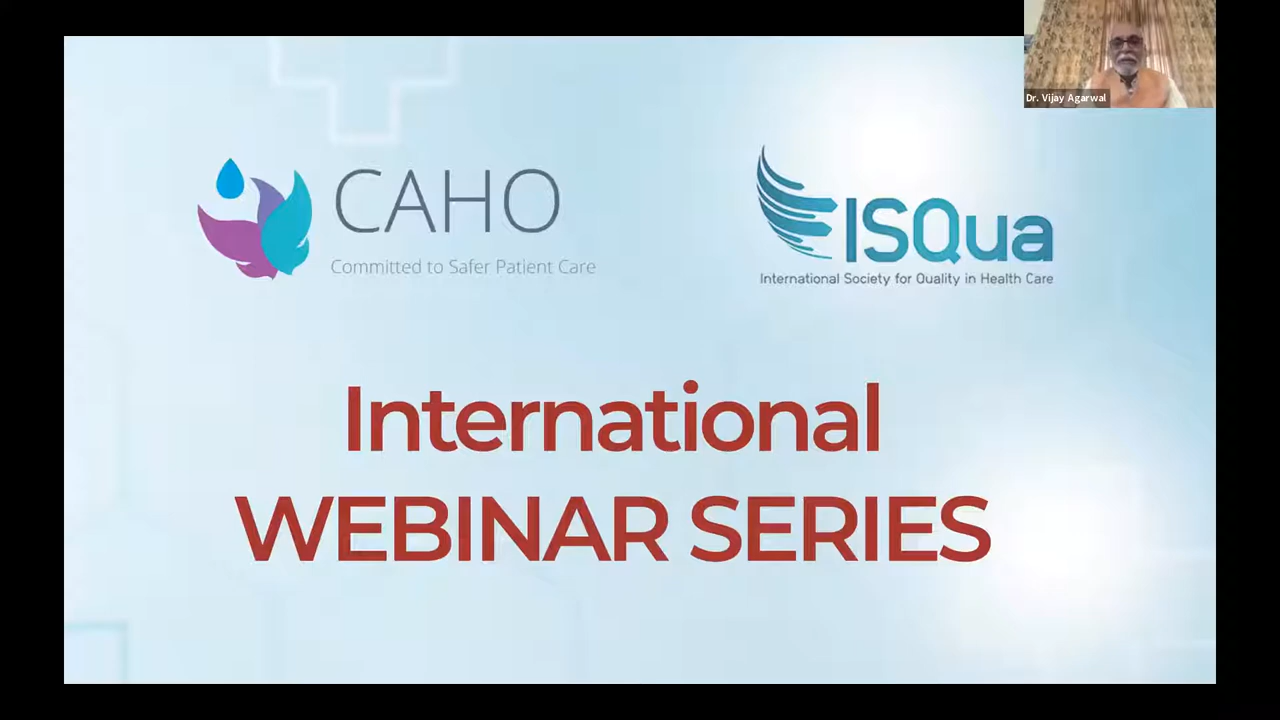 Dr. Vijay Agarwal
CAHO
Committed to Safer Patient Care
ISQua
International Society for Quality in Health Care
International
WEBINAR SERIES